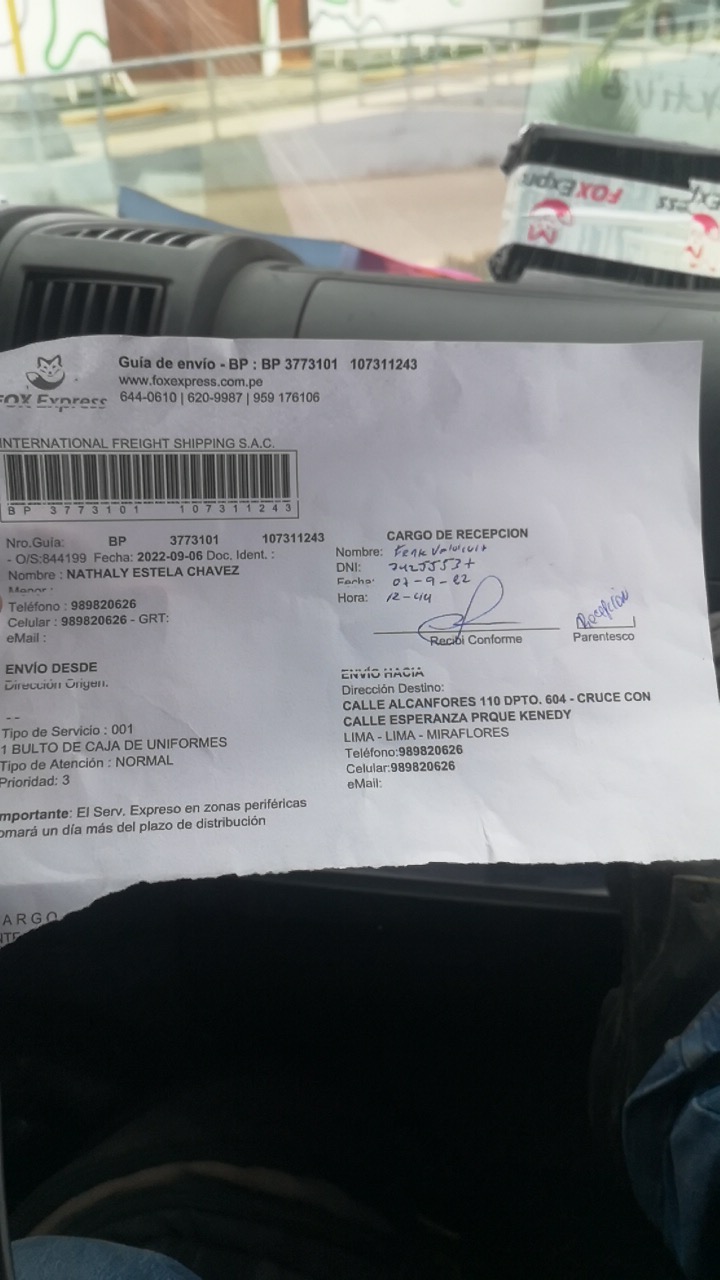 Guía de envío - BP : BP 3773101 107311243
www.foxexpress.com.pe
FOX Express
644-0610 | 620-9987 | 959 176106
INTERNATIONAL FREIGHT SHIPPING S.A.C.
BP 3773101 107311243
Nro.Guía: BP 3773101 107311243
- O/S:844199 Fecha: 2022-09-06 Doc. Ident. :
Nombre : NATHALY ESTELA CHAVEZ
Teléfono : 989820626
Celular : 989820626 - GRT:
eMail :
ENVÍO DESDE
Dirección Origen:
--
Tipo de Servicio : 001
1 BULTO DE CAJA DE UNIFORMES
Tipo de Atención : NORMAL
Prioridad: 3
mportante: El Serv. Expreso en zonas periféricas
omará un día más del plazo de distribución
CARGO DE RECEPCION
Nombre:
DNI:
Fecha: 07-9-22
Hora: 12-44
Recibi Conforme
Recepción
Parentesco
ENVÍO HACIA
Dirección Destino:
CALLE ALCANFORES 110 DPTO. 604 - CRUCE CON
CALLE ESPERANZA PRQUE KENEDY
LIMA - LIMA - MIRAFLORES
Teléfono:989820626
Celular:989820626
eMail:
ARGO
FOX